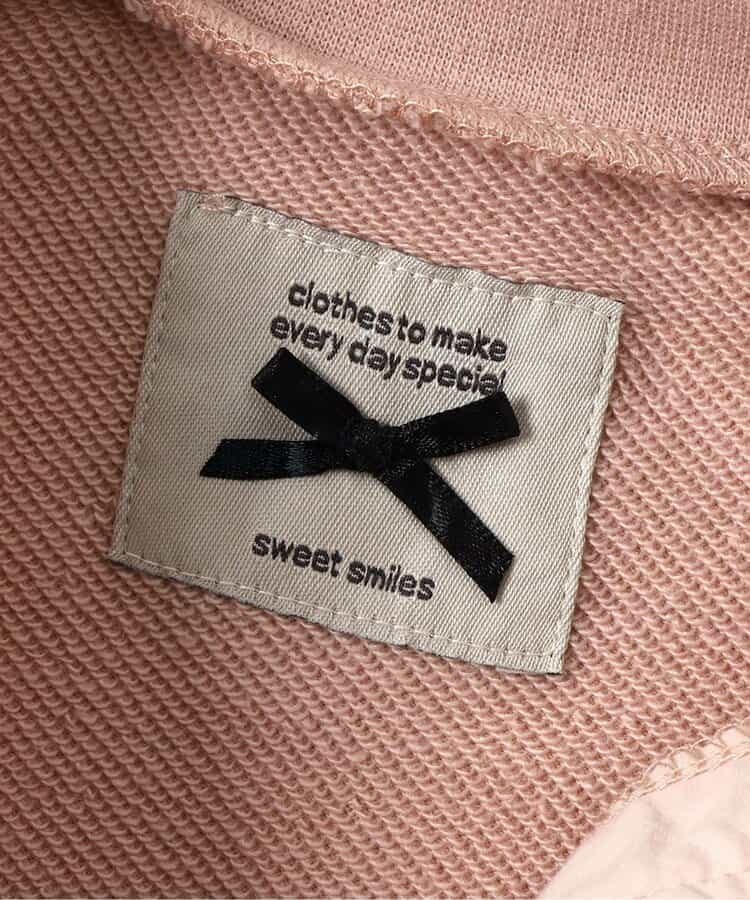 clothes to make
every day special
sweet smiles